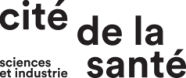 cité
de la
santé
sciences
et industrie